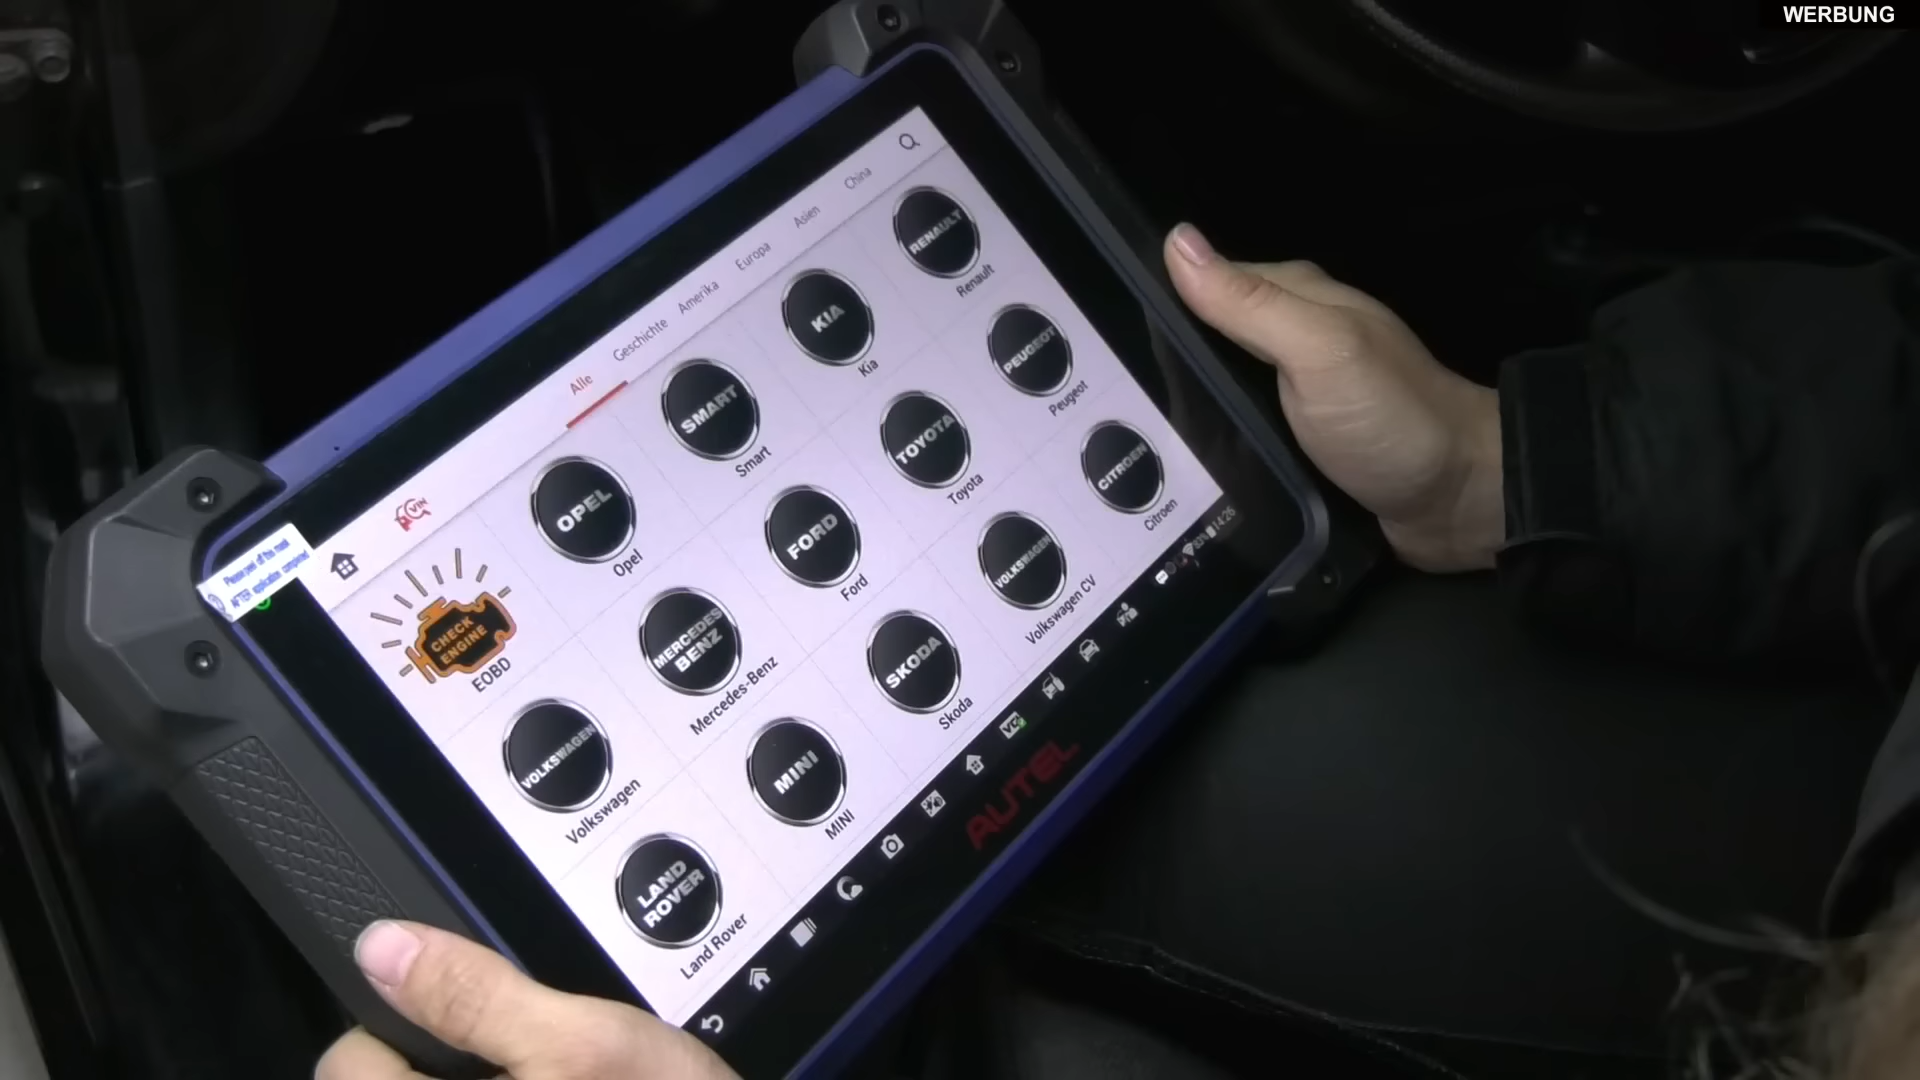 WERBUNG
Alle
Geschichte
Amerika
Europa
Asien
China
VIN
CHECK
ENGINE
EOBD
OPEL
Opel
SMART
Smart
KIA
Kia
RENAULT
Renault
VOLKSWAGEN
Volkswagen
MERCEDES
BENZ
Mercedes-Benz
FORD
Ford
TOYOTA
Toyota
PEUGEOT
Peugeot
LAND
ROVER
Land Rover
MINI
MINI
SKODA
Skoda
VOLKSWAGEN
Volkswagen CV
CITROEN
Citroen
14:26
AUTEL